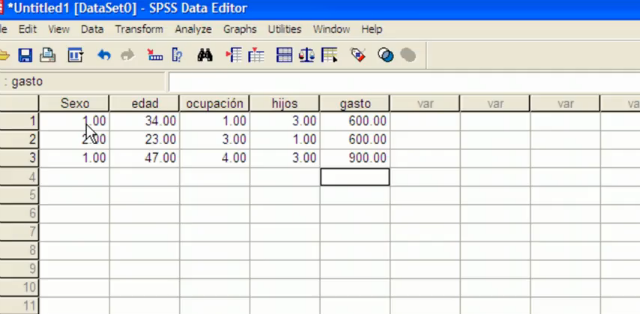 *Untitled1 [DataSet0] - SPSS Data Editor
Edit View Data Transform Analyze Graphs Utilities Window Help
: gasto
Sexo edad ocupación hijos gasto var var var va
1 1.00 34.00 1.00 3.00 600.00
2 2.00 23.00 3.00 1.00 600.00
3 1.00 47.00 4.00 3.00 900.00
4
5
6
7
8
9
10
11